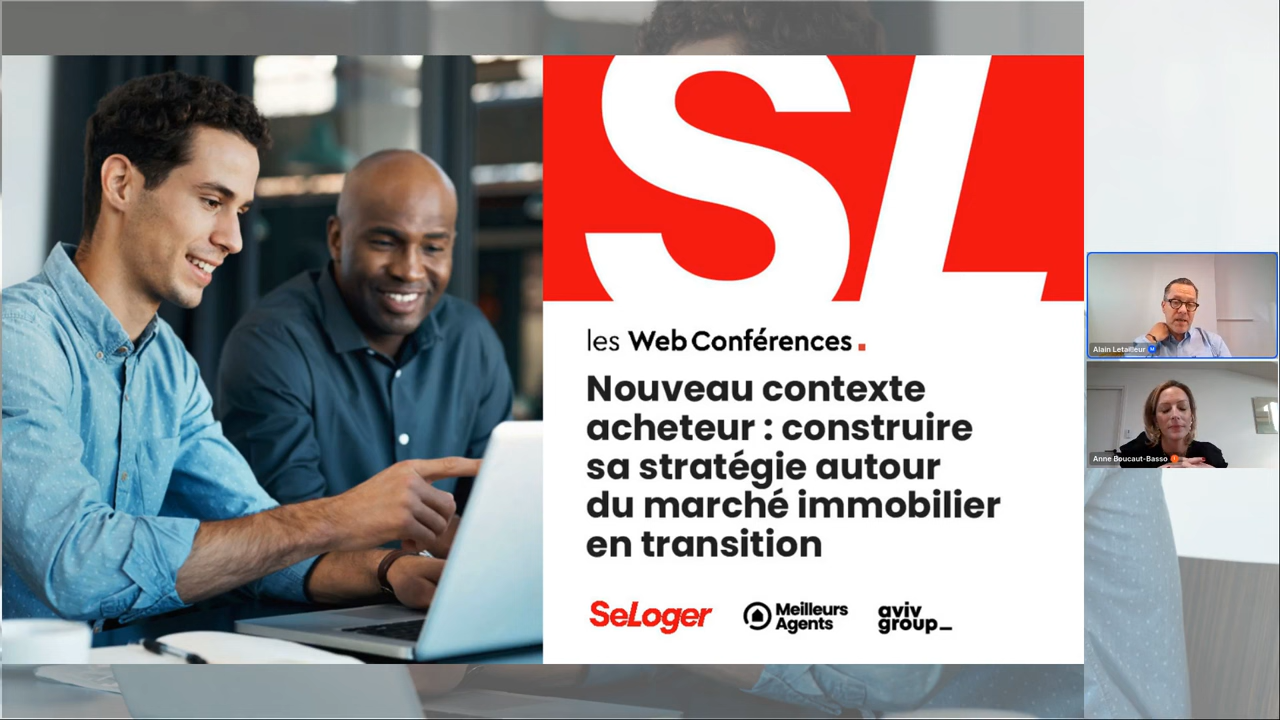 SL
les Web Conférences.
Nouveau contexte
acheteur : construire
sa stratégie autour
du marché immobilier
en transition
SeLoger
Meilleurs
Agents
aviv
group_
Alain Letailleur
Anne Boucaut-Basso